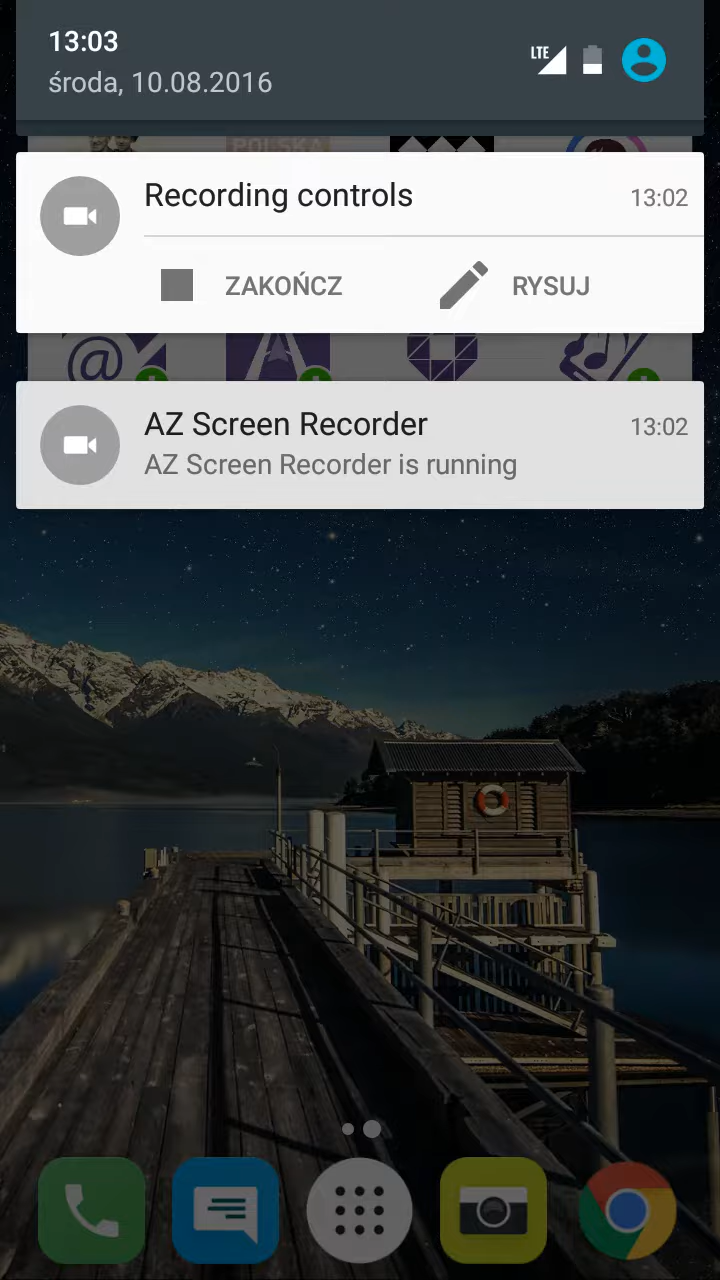 13:03
środa, 10.08.2016
LTE
POLSKA
Recording controls
13:02
ZAKOŃCZ
RYSUJ
AZ Screen Recorder
13:02
AZ Screen Recorder is running